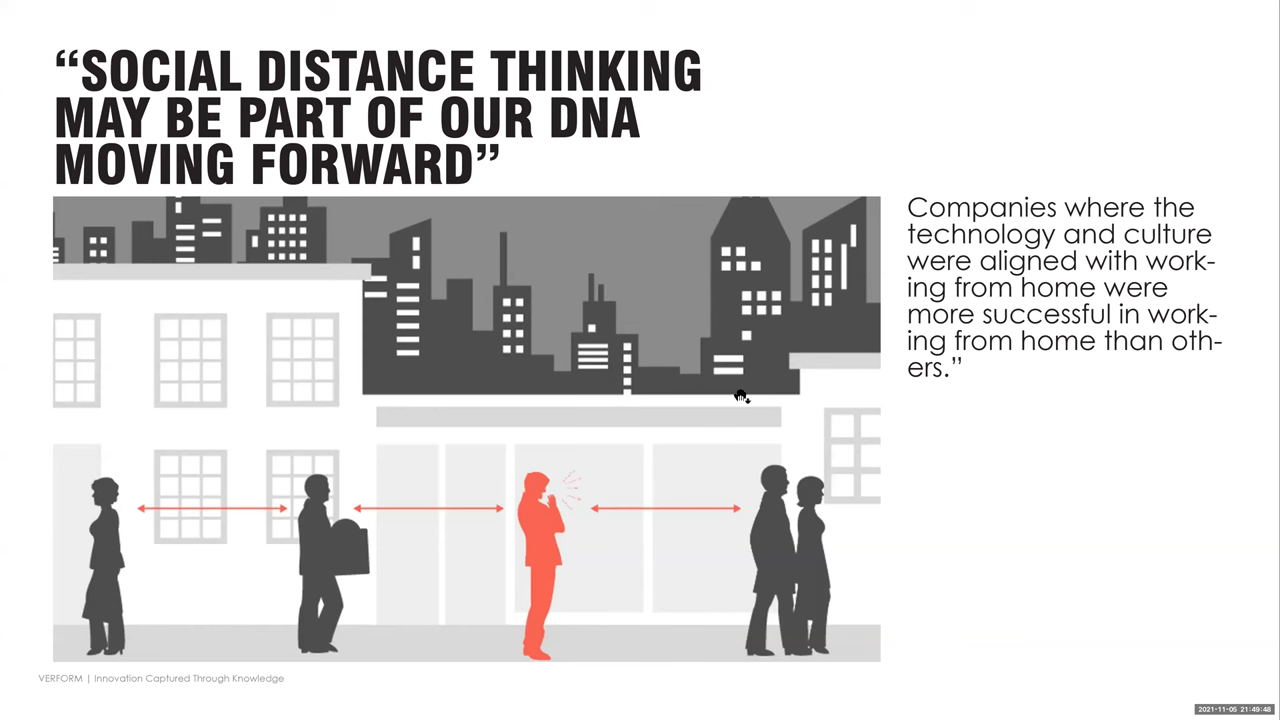 “SOCIAL DISTANCE THINKING
MAY BE PART OF OUR DNA
MOVING FORWARD”
Companies where the
technology and culture
were aligned with work-
ing from home were
more successful in work-
ing from home than oth-
ers.”
VERFORM | Innovation Captured Through Knowledge
2021-11-05 21:49:48